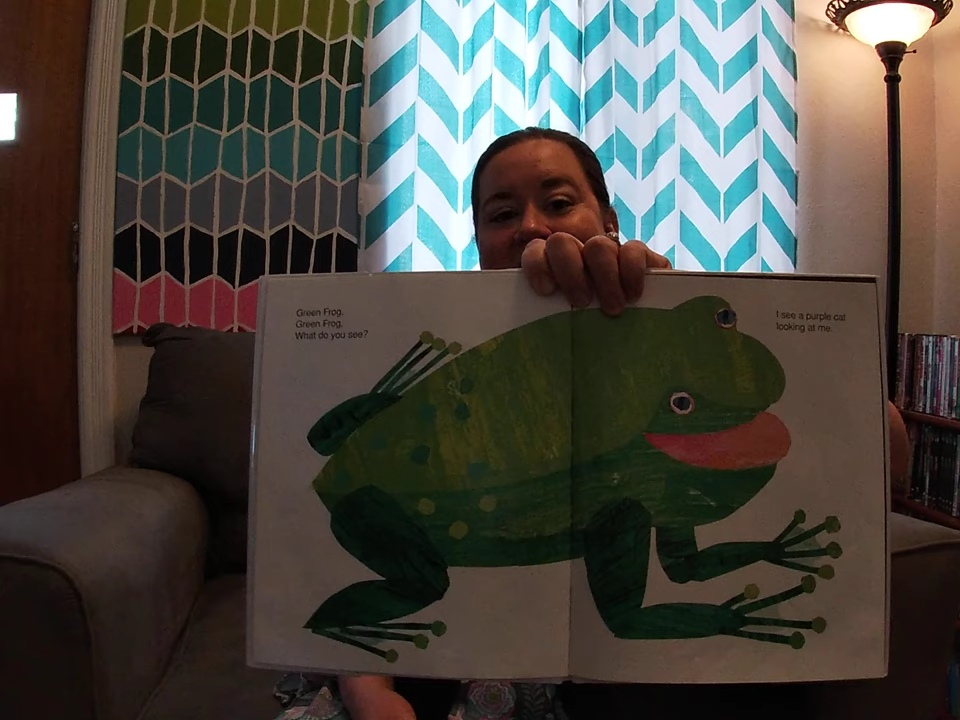 Green Frog,
Green Frog,
What do you see?
I see a purple cat
looking at me.